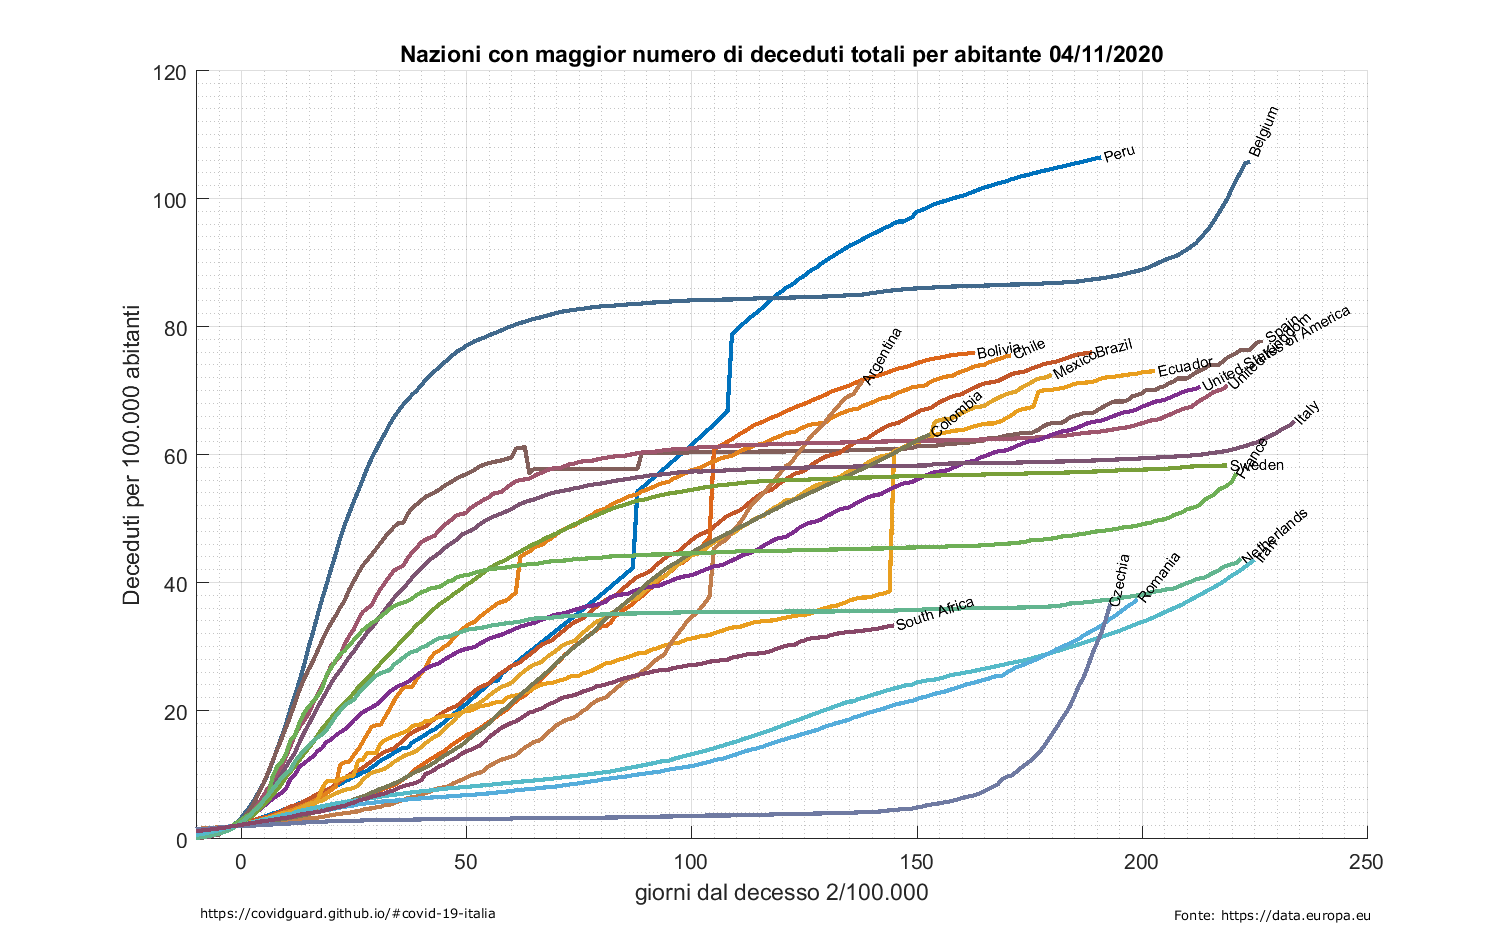 Nazioni con maggior numero di deceduti totali per abitante 04/11/2020
120
100
80
60
40
20
0
Deceduti per 100.000 abitanti
Peru
Belgium
Argentina
Bolivia
Chile
Mexico
Brazil
Ecuador
Spain
United Kingdom
United States of America
Colombia
Italy
France
Sweden
Netherlands
Iran
Czechia
Romania
South Africa
0
50
100
150
200
250
giorni dal decesso 2/100.000
https://covidguard.github.io/#covid-19-italia
Fonte: https://data.europa.eu